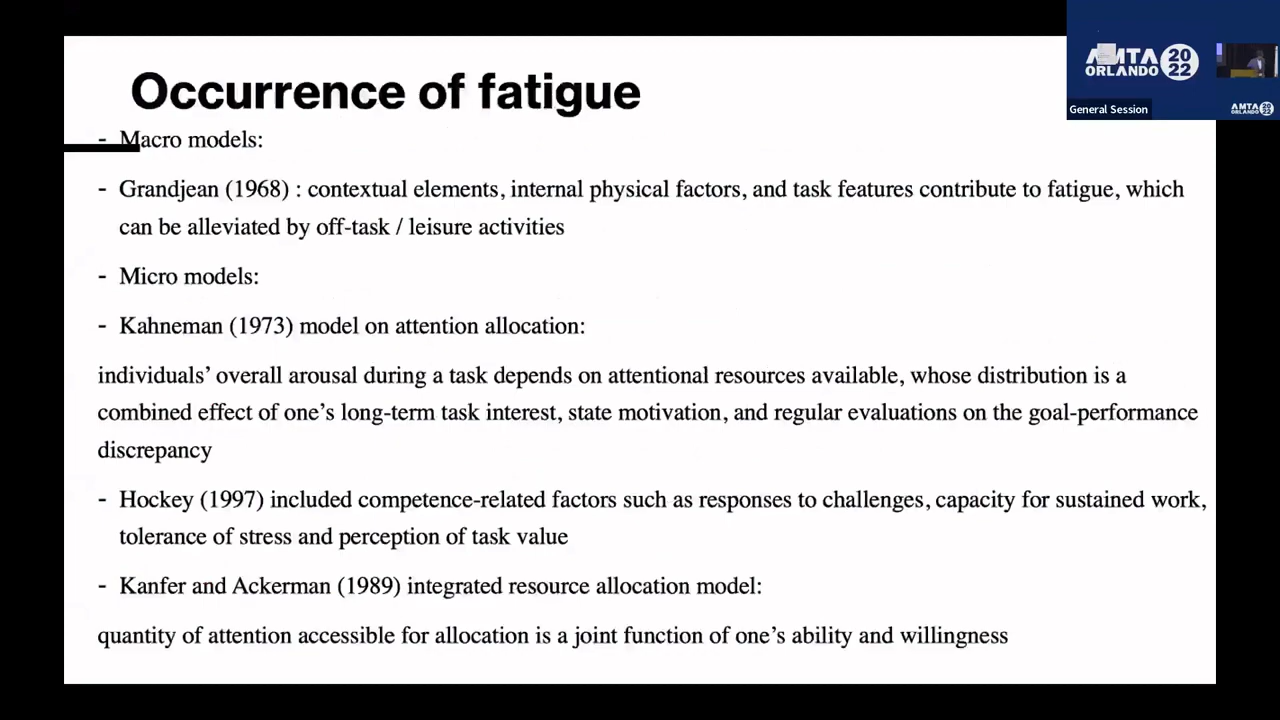 AMTA 20
ORLANDO 22
General Session
AMTA
ORLANDO
Occurrence of fatigue
- Macro models:
- Grandjean (1968) : contextual elements, internal physical factors, and task features contribute to fatigue, which
can be alleviated by off-task / leisure activities
- Micro models:
- Kahneman (1973) model on attention allocation:
individuals’ overall arousal during a task depends on attentional resources available, whose distribution is a
combined effect of one’s long-term task interest, state motivation, and regular evaluations on the goal-performance
discrepancy
- Hockey (1997) included competence-related factors such as responses to challenges, capacity for sustained work,
tolerance of stress and perception of task value
- Kanfer and Ackerman (1989) integrated resource allocation model:
quantity of attention accessible for allocation is a joint function of one’s ability and willingness